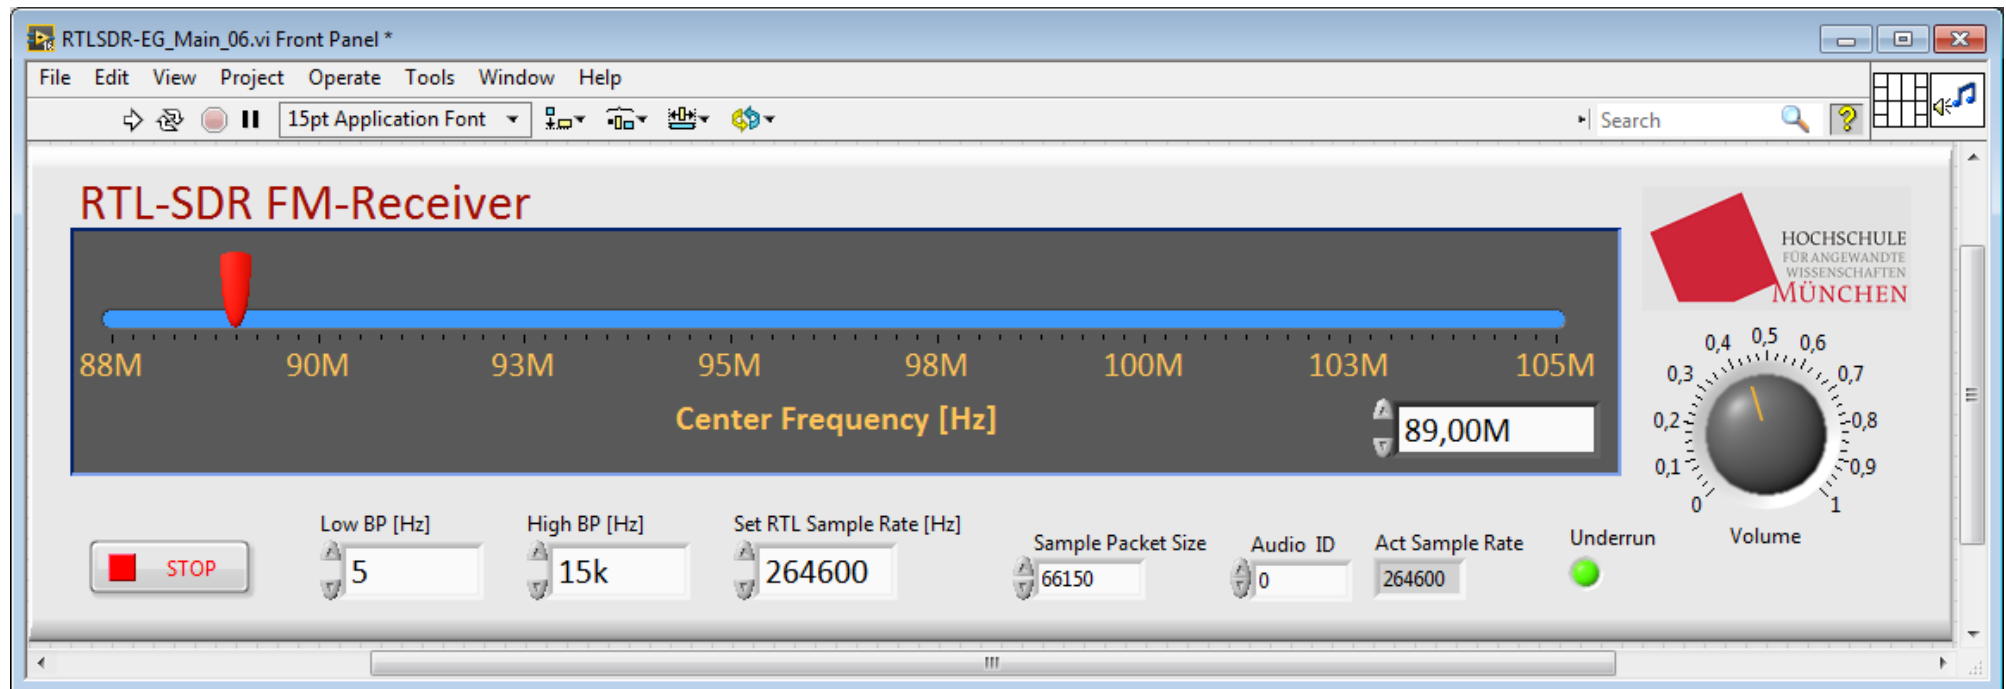 RTLSDR-EG_Main_06.vi Front Panel *
File Edit View Project Operate Tools Window Help
15pt Application Font
Search
RTL-SDR FM-Receiver
88M 90M 93M 95M 98M 100M 103M 105M
Center Frequency [Hz]
89,00M
HOCHSCHULE
FÜR ANGEWANDTE
WISSENSCHAFTEN
MÜNCHEN
0 0,1 0,2 0,3 0,4 0,5 0,6 0,7 0,8 0,9 1
Volume
STOP
Low BP [Hz]
5
High BP [Hz]
15k
Set RTL Sample Rate [Hz]
264600
Sample Packet Size
66150
Audio ID
0
Act Sample Rate
264600
Underrun